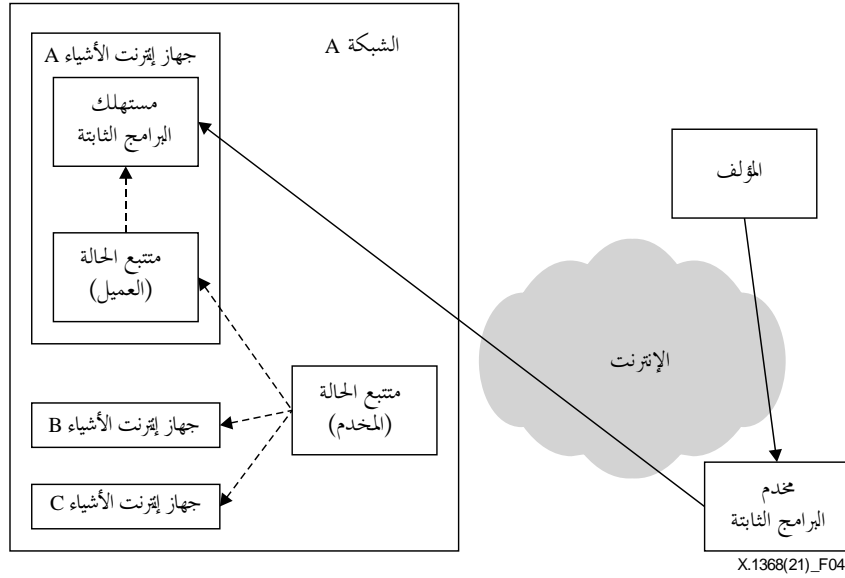 الشبكة A
جهاز إنترنت الأشياء A
مستهلك
البرامج الثابتة
متتبع الحالة
(العميل)
متتبع الحالة
(المخدم)
جهاز إنترنت الأشياء B
جهاز إنترنت الأشياء C
المؤلف
الإنترنت
مخدم
البرامج الثابتة
X.1368(21)_F04